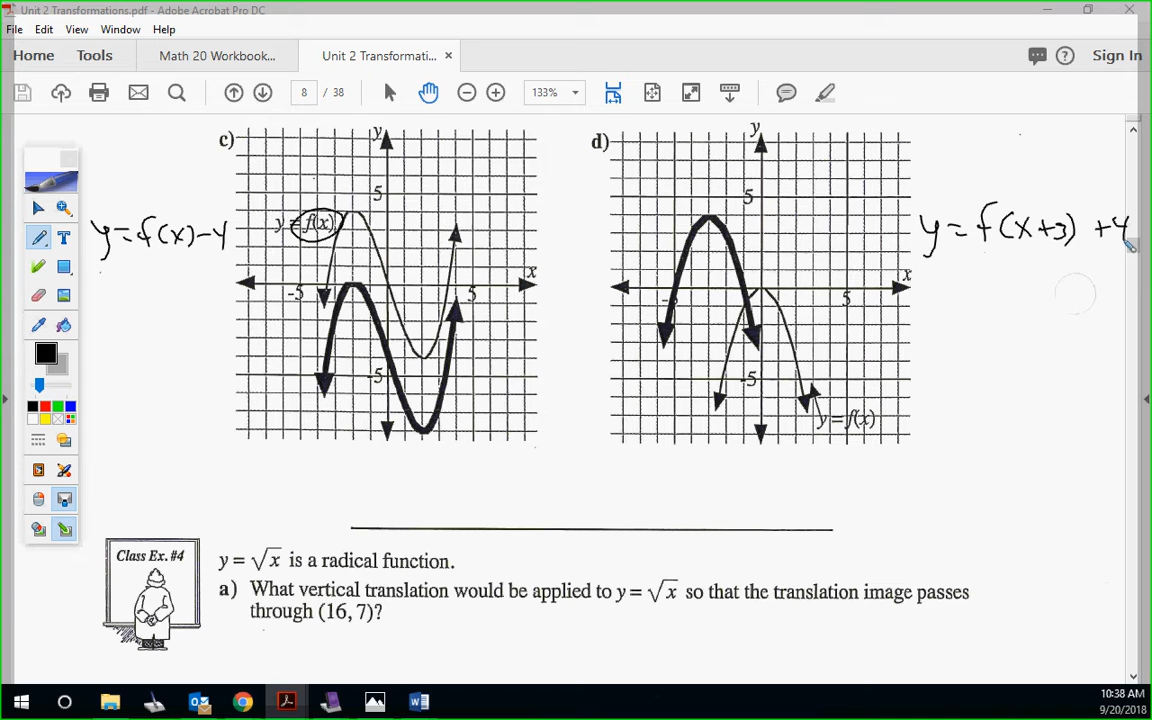 Unit 2 Transformations.pdf - Adobe Acrobat Pro DC
File Edit View Window Help
Home Tools Math 20 Workbook... Unit 2 Transformati... × Sign In
8 / 38 133%
c) y d) y
5 5
y = f(x)
y=f(x)-4 y=f(x+3) +4
x x
-5 5 -5 5
-5 -5
y = f(x)
Class Ex. #4
y = √x is a radical function.
a) What vertical translation would be applied to y = √x so that the translation image passes
through (16, 7)?
10:38 AM
9/20/2018